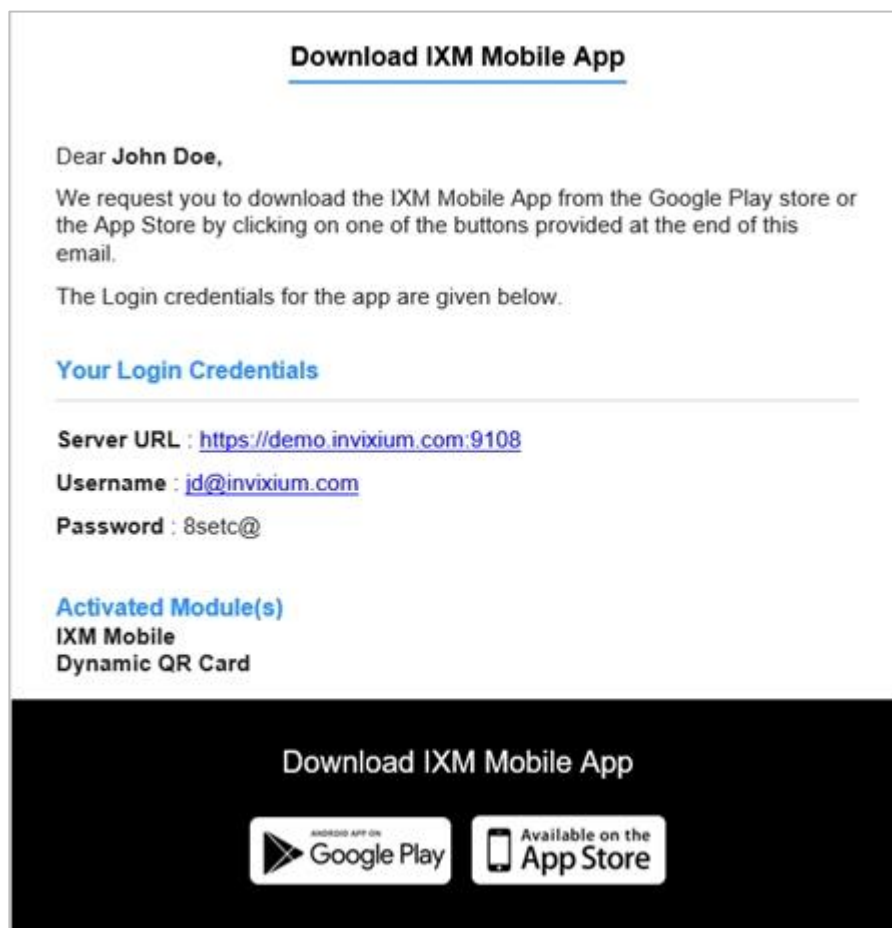 Download IXM Mobile App
Dear John Doe,
We request you to download the IXM Mobile App from the Google Play store or
the App Store by clicking on one of the buttons provided at the end of this
email.
The Login credentials for the app are given below.
Your Login Credentials
Server URL : https://demo.invixium.com:9108
Username : jd@invixium.com
Password : 8setc@
Activated Module(s)
IXM Mobile
Dynamic QR Card
Download IXM Mobile App
ANDROID APP ON
Google Play
Available on the
App Store